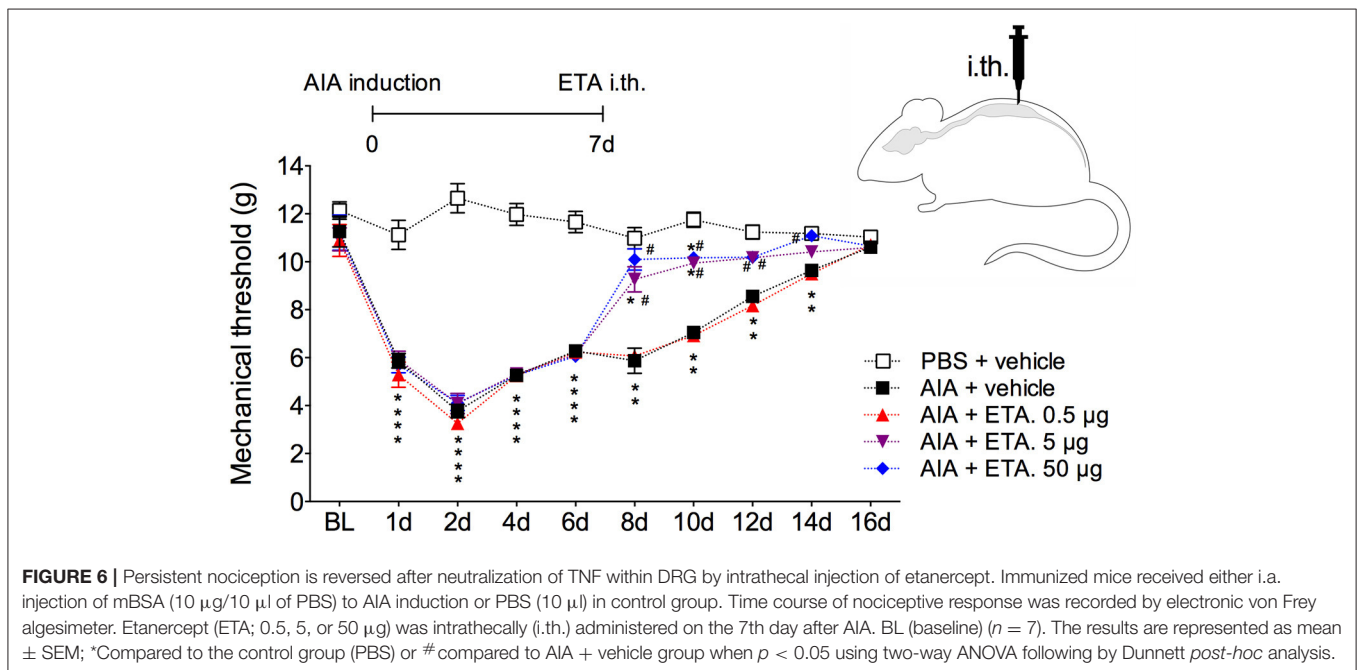 AIA induction ETA i.th.
0 7d
i.th.
Mechanical threshold (g)
14
12
10
8
6
4
2
0
BL 1d 2d 4d 6d 8d 10d 12d 14d 16d
# *# # # #
* # *#
* * * * * * * *
* * * *
* * * *
* * * *
* *
* *
* *
* *
PBS + vehicle
AIA + vehicle
AIA + ETA. 0.5 µg
AIA + ETA. 5 µg
AIA + ETA. 50 µg
FIGURE 6 | Persistent nociception is reversed after neutralization of TNF within DRG by intrathecal injection of etanercept. Immunized mice received either i.a.
injection of mBSA (10 µg/10 µl of PBS) to AIA induction or PBS (10 µl) in control group. Time course of nociceptive response was recorded by electronic von Frey
algesimeter. Etanercept (ETA; 0.5, 5, or 50 µg) was intrathecally (i.th.) administered on the 7th day after AIA. BL (baseline) (n = 7). The results are represented as mean
± SEM; *Compared to the control group (PBS) or # compared to AIA + vehicle group when p < 0.05 using two-way ANOVA following by Dunnett post-hoc analysis.